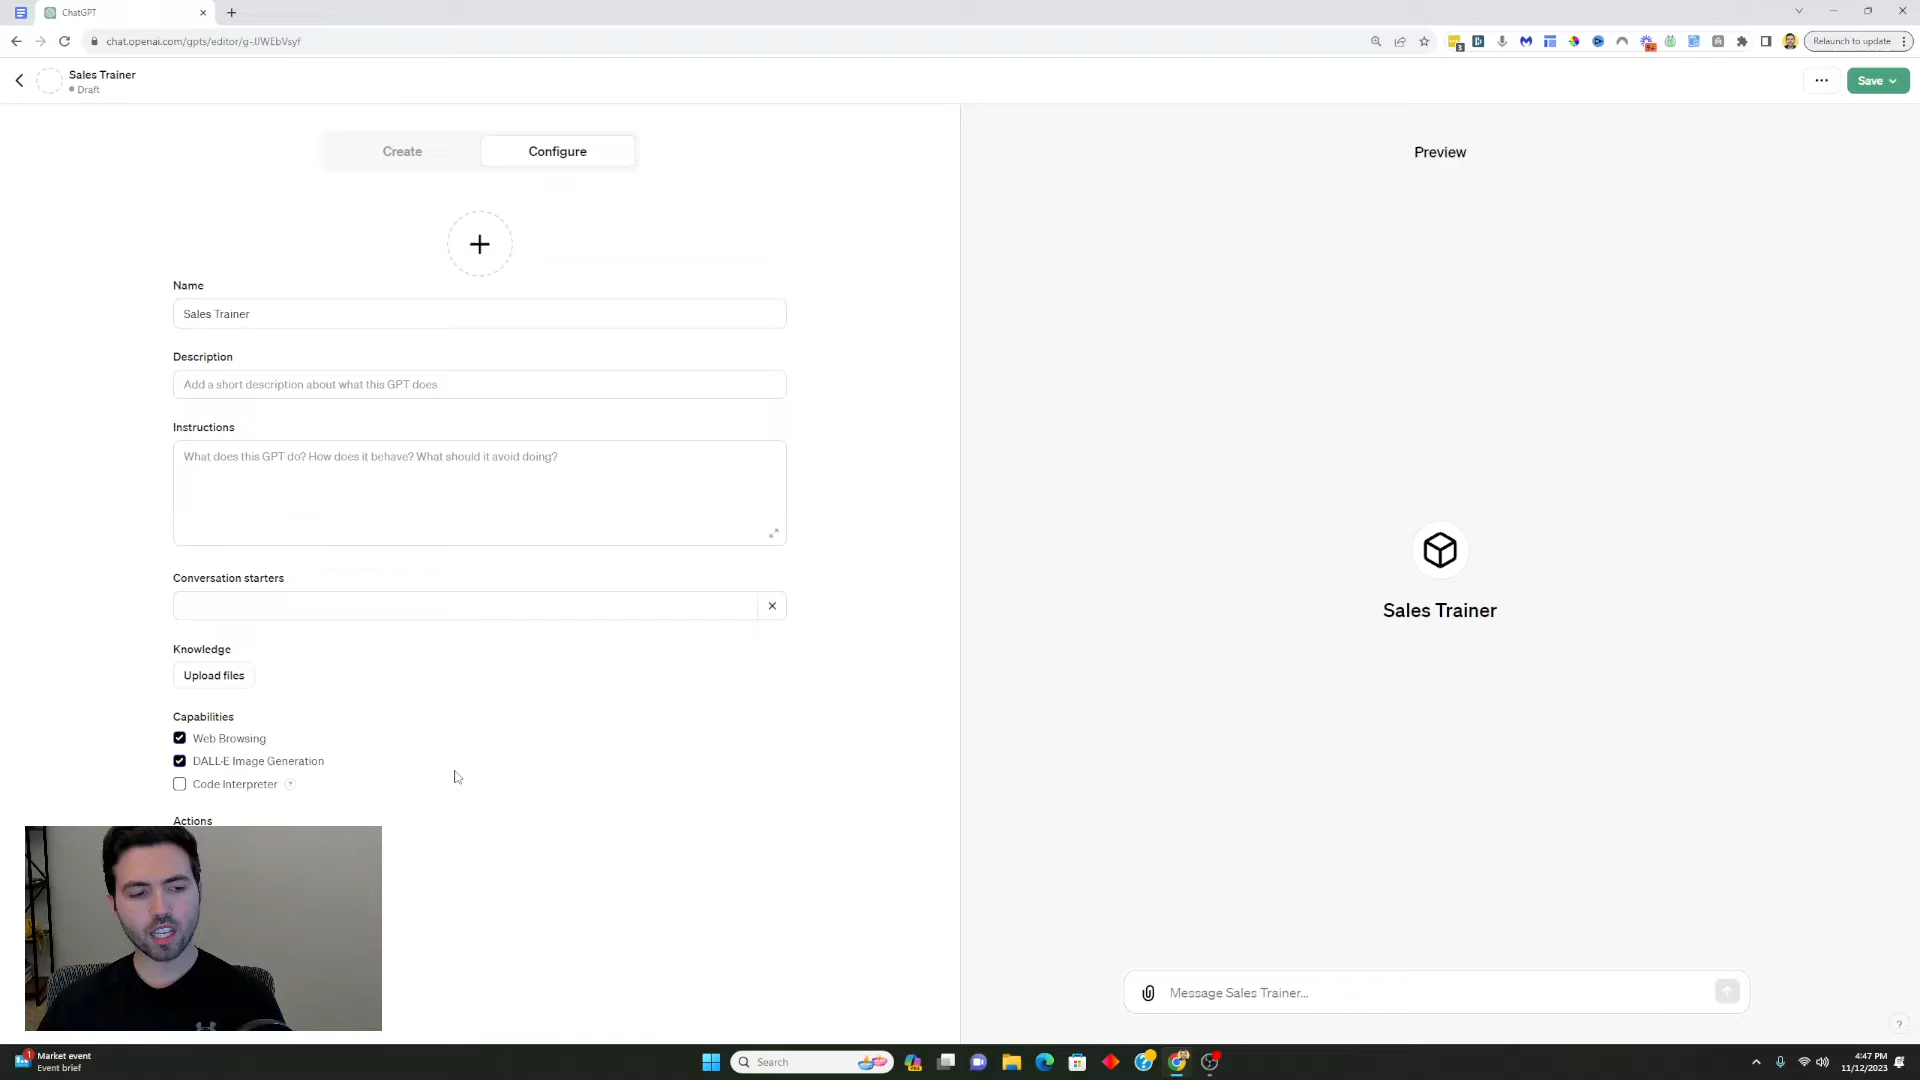 ChatGPT
chat.openai.com/gpts/editor/g-JJWEbVsyf
Relaunch to update
Sales Trainer
Draft
Save
Create
Configure
Preview
Name
Sales Trainer
Description
Add a short description about what this GPT does
Instructions
What does this GPT do? How does it behave? What should it avoid doing?
Conversation starters
Knowledge
Upload files
Capabilities
Web Browsing
DALL·E Image Generation
Code Interpreter ?
Actions
Sales Trainer
Message Sales Trainer...
?
1
Market event
Event brief
Search
4:47 PM
11/12/2023